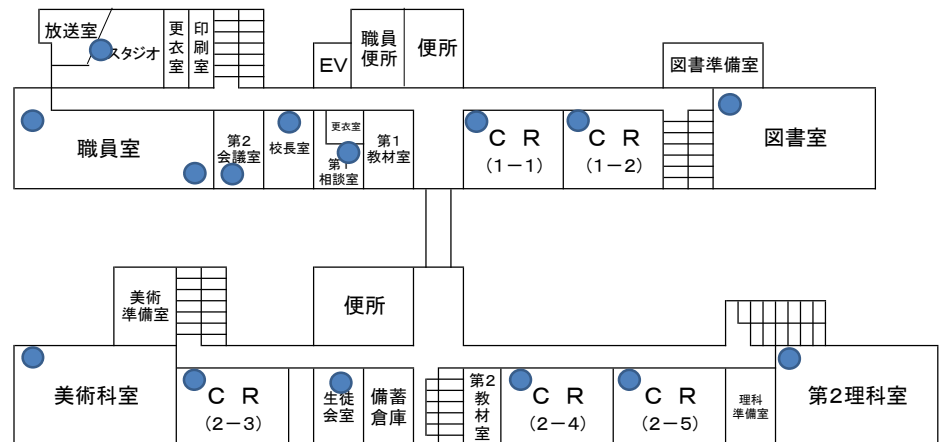 放送室
スタジオ
更衣室
印刷室
EV
職員
便所
便所
図書準備室
職員室
第2
会議室
校長室
更衣室
第1
相談室
第1
教材室
CR
(1-1)
CR
(1-2)
図書室
美術
準備室
便所
美術科室
CR
(2-3)
生徒
会室
備蓄
倉庫
第2教材室
CR
(2-4)
CR
(2-5)
理科
準備室
第2理科室